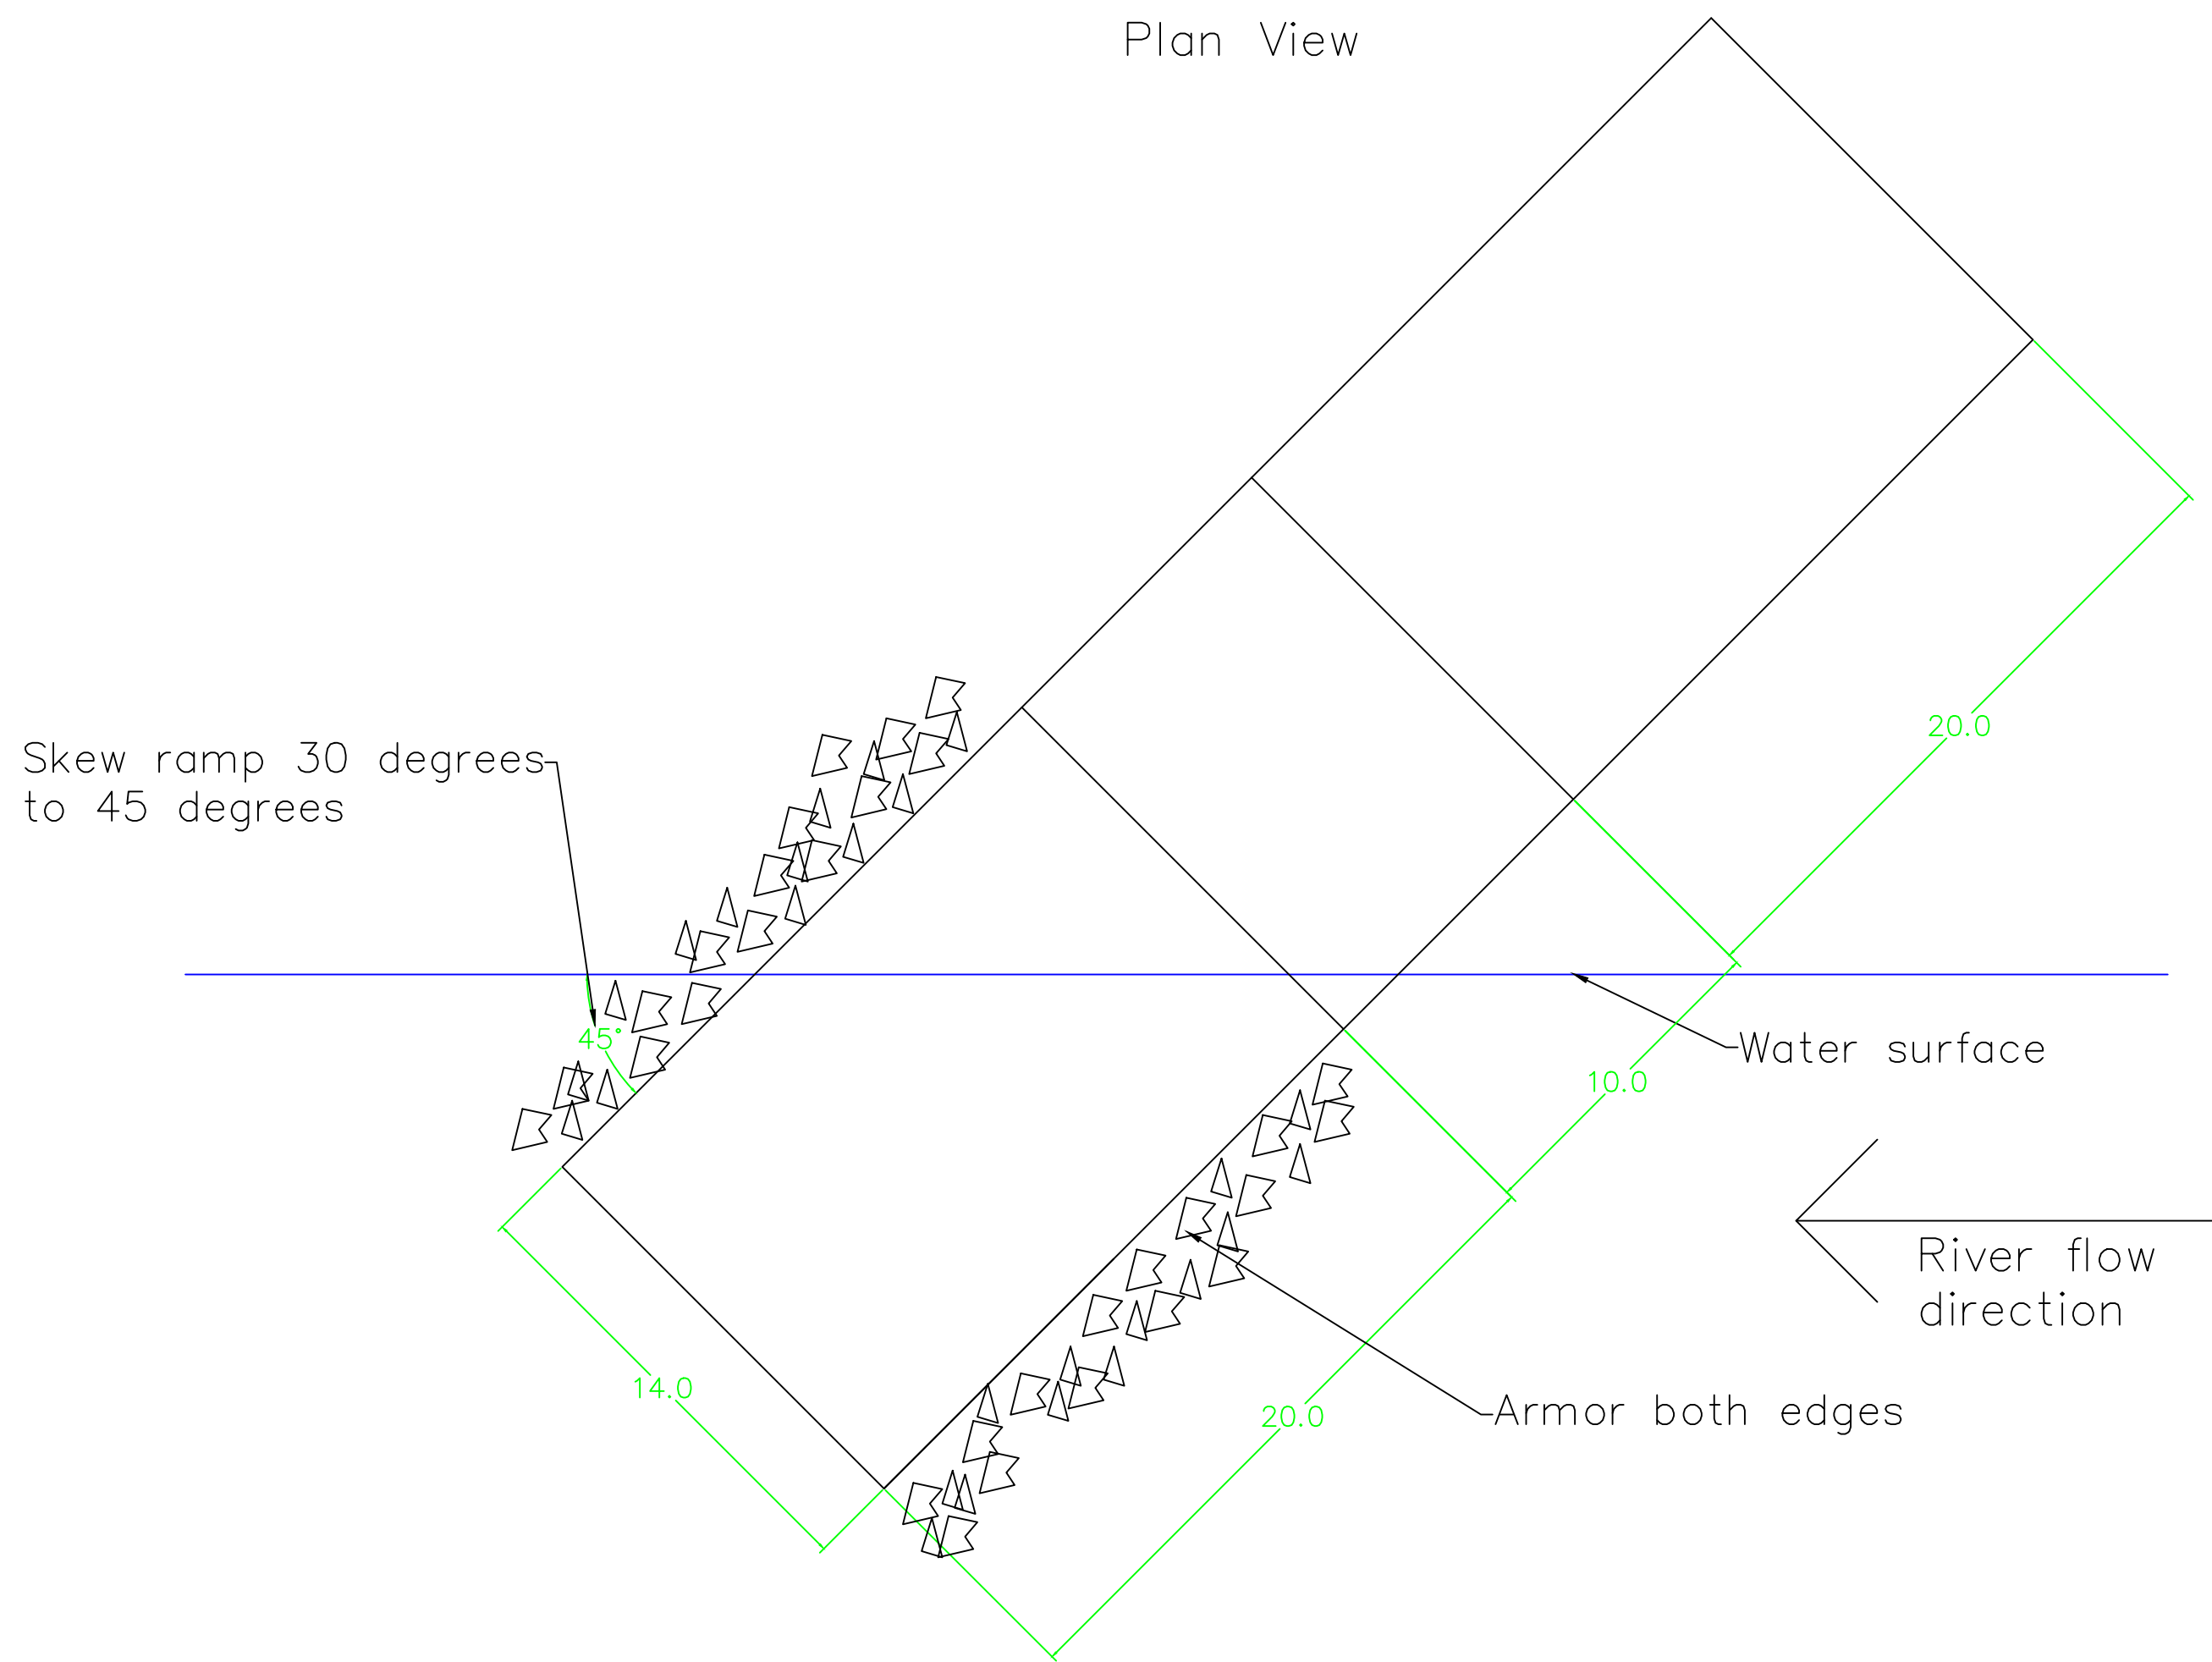 Plan View
20.0
Skew ramp 30 degrees
to 45 degrees
45°
Water surface
10.0
River flow
direction
14.0
20.0
Armor both edges